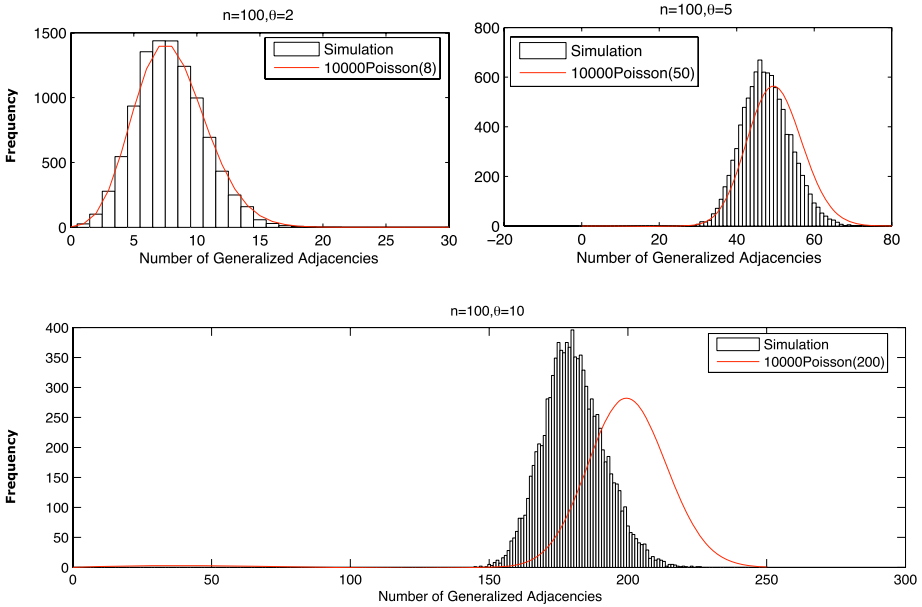 n=100,θ=2
1500
1000
500
0
0 5 10 15 20 25 30
Frequency
Number of Generalized Adjacencies
Simulation
10000Poisson(8)
n=100,θ=5
800
600
400
200
0
−20 0 20 40 60 80
Number of Generalized Adjacencies
Simulation
10000Poisson(50)
n=100,θ=10
400
350
300
250
200
150
100
50
0
0 50 100 150 200 250 300
Frequency
Number of Generalized Adjacencies
Simulation
10000Poisson(200)